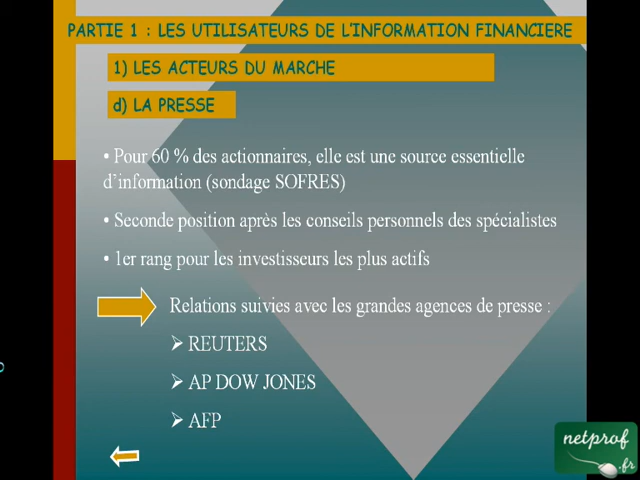 PARTIE 1 : LES UTILISATEURS DE L'INFORMATION FINANCIERE
1) LES ACTEURS DU MARCHE
d) LA PRESSE
• Pour 60 % des actionnaires, elle est une source essentielle
d'information (sondage SOFRES)
• Seconde position après les conseils personnels des spécialistes
• 1er rang pour les investisseurs les plus actifs
Relations suivies avec les grandes agences de presse :
➢ REUTERS
➢ AP DOW JONES
➢ AFP
netprof
.fr